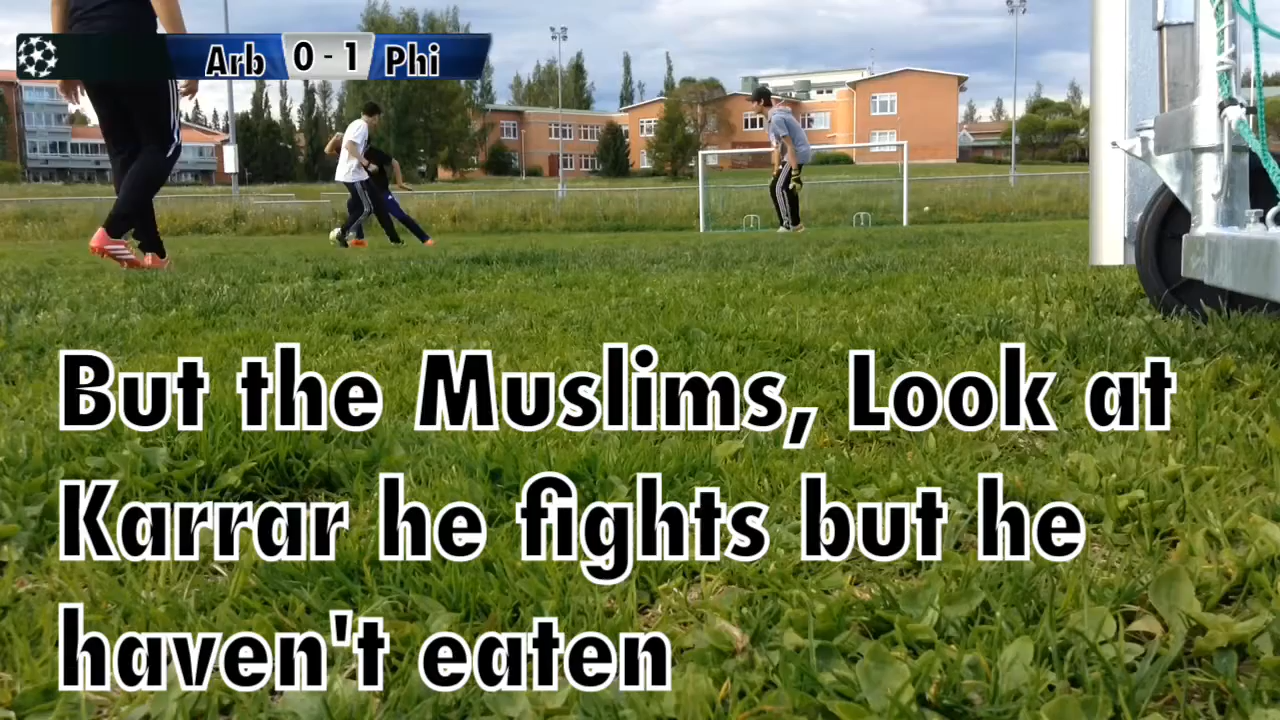 Arb 0 - 1 Phi
But the Muslims, Look at
Karrar he fights but he
haven't eaten